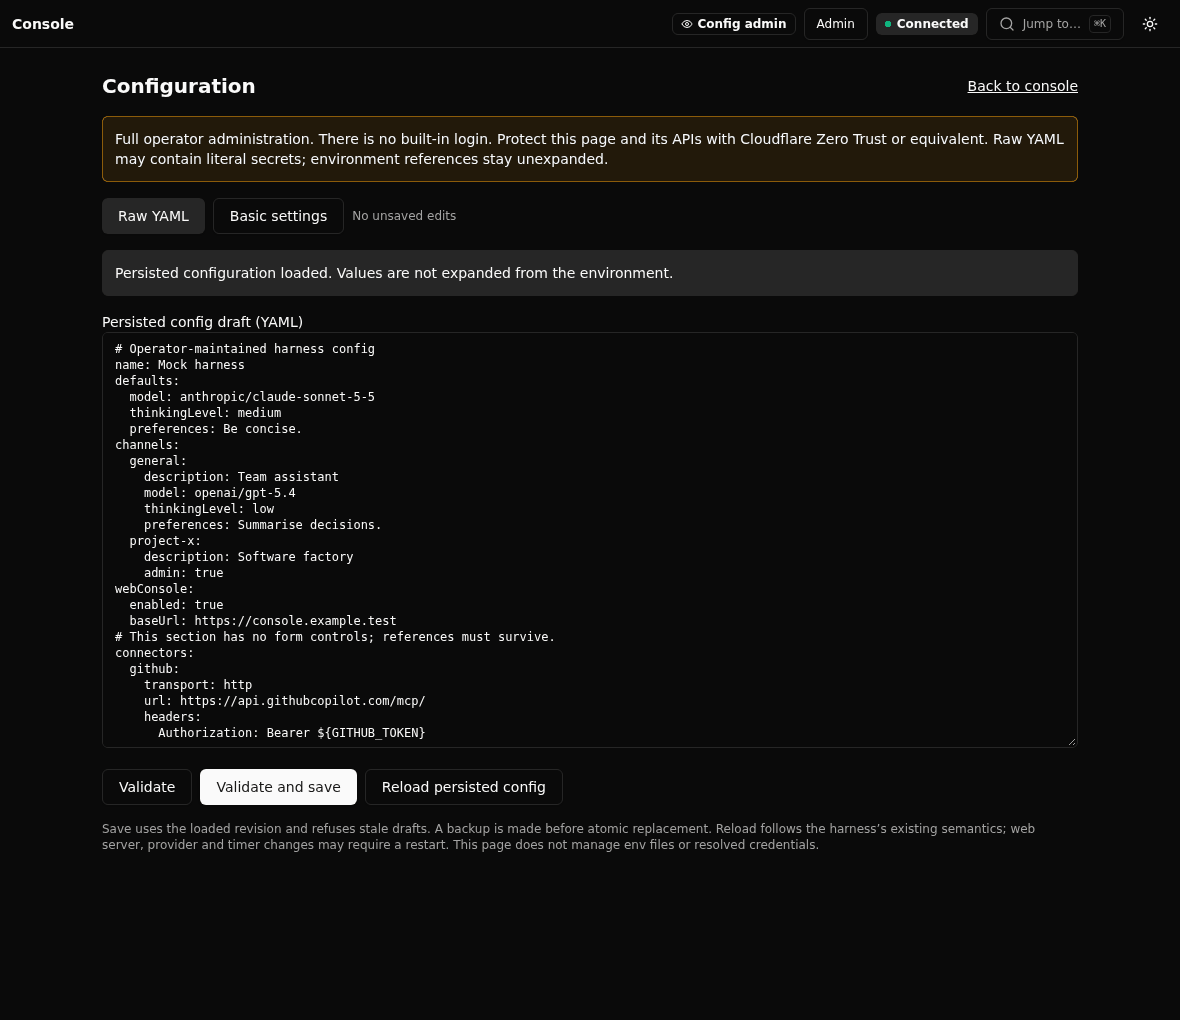 Console
Config admin
Admin
Connected
Jump to...
⌘K
Configuration
Back to console
Full operator administration. There is no built-in login. Protect this page and its APIs with Cloudflare Zero Trust or equivalent. Raw YAML
may contain literal secrets; environment references stay unexpanded.
Raw YAML
Basic settings
No unsaved edits
Persisted configuration loaded. Values are not expanded from the environment.
Persisted config draft (YAML)
# Operator-maintained harness config
name: Mock harness
defaults:
  model: anthropic/claude-sonnet-5-5
  thinkingLevel: medium
  preferences: Be concise.
channels:
  general:
    description: Team assistant
    model: openai/gpt-5.4
    thinkingLevel: low
    preferences: Summarise decisions.
  project-x:
    description: Software factory
    admin: true
webConsole:
  enabled: true
  baseUrl: https://console.example.test
# This section has no form controls; references must survive.
connectors:
  github:
    transport: http
    url: https://api.githubcopilot.com/mcp/
    headers:
      Authorization: Bearer ${GITHUB_TOKEN}
Validate
Validate and save
Reload persisted config
Save uses the loaded revision and refuses stale drafts. A backup is made before atomic replacement. Reload follows the harness’s existing semantics; web
server, provider and timer changes may require a restart. This page does not manage env files or resolved credentials.